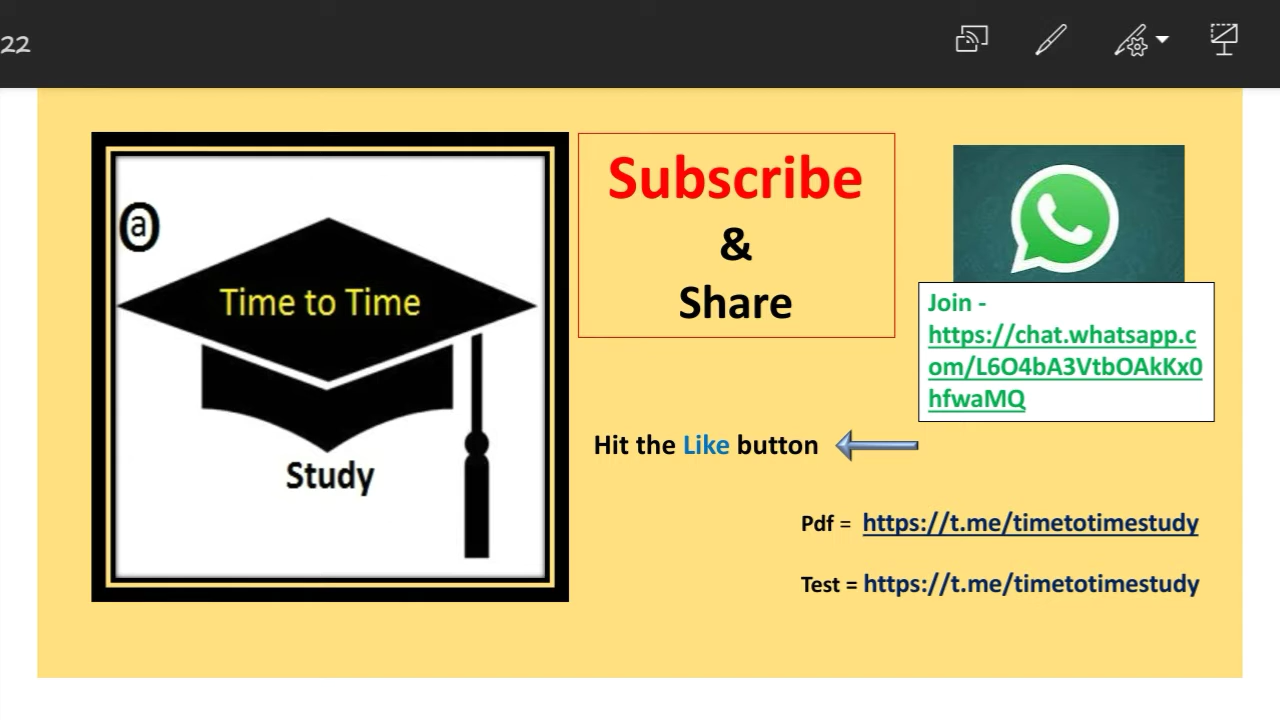 22
@
Time to Time
Study
Subscribe
&
Share
Join -
https://chat.whatsapp.c
om/L6O4bA3VtbOAkKx0
hfwaMQ
Hit the Like button
Pdf = https://t.me/timetotimestudy
Test = https://t.me/timetotimestudy